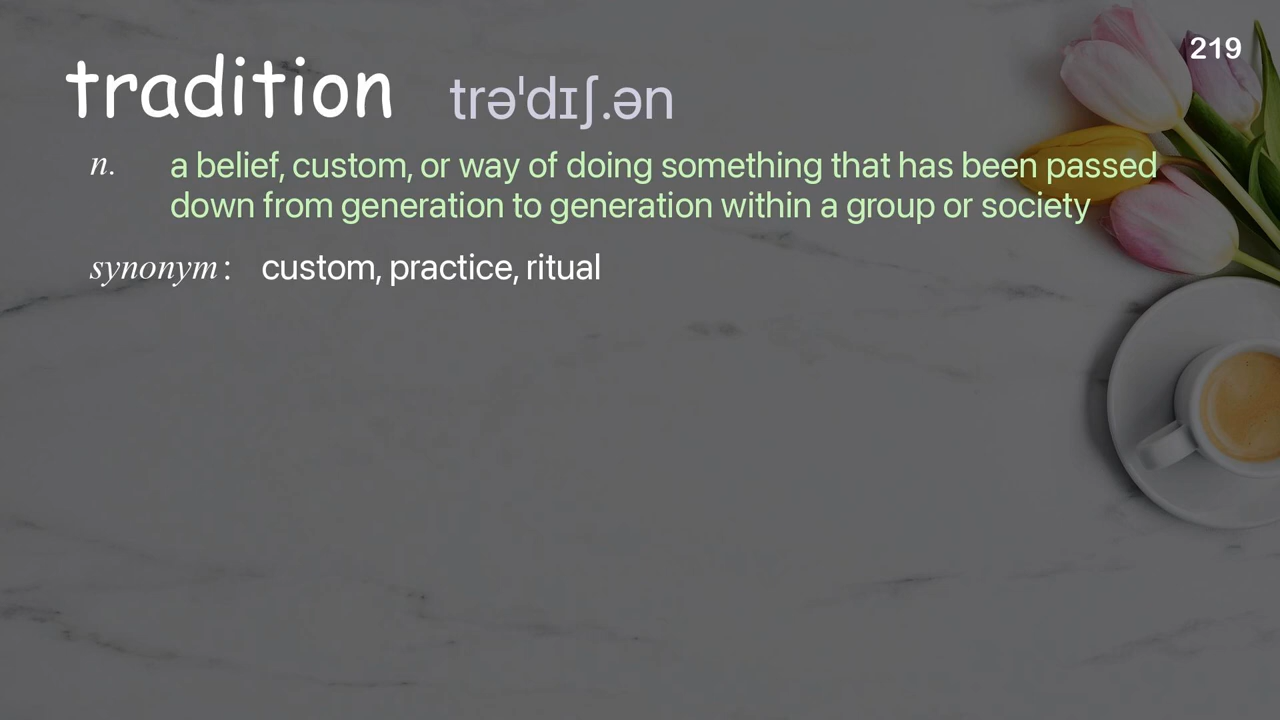 219
tradition trəˈdɪʃ.ən
n. a belief, custom, or way of doing something that has been passed
down from generation to generation within a group or society
synonym: custom, practice, ritual